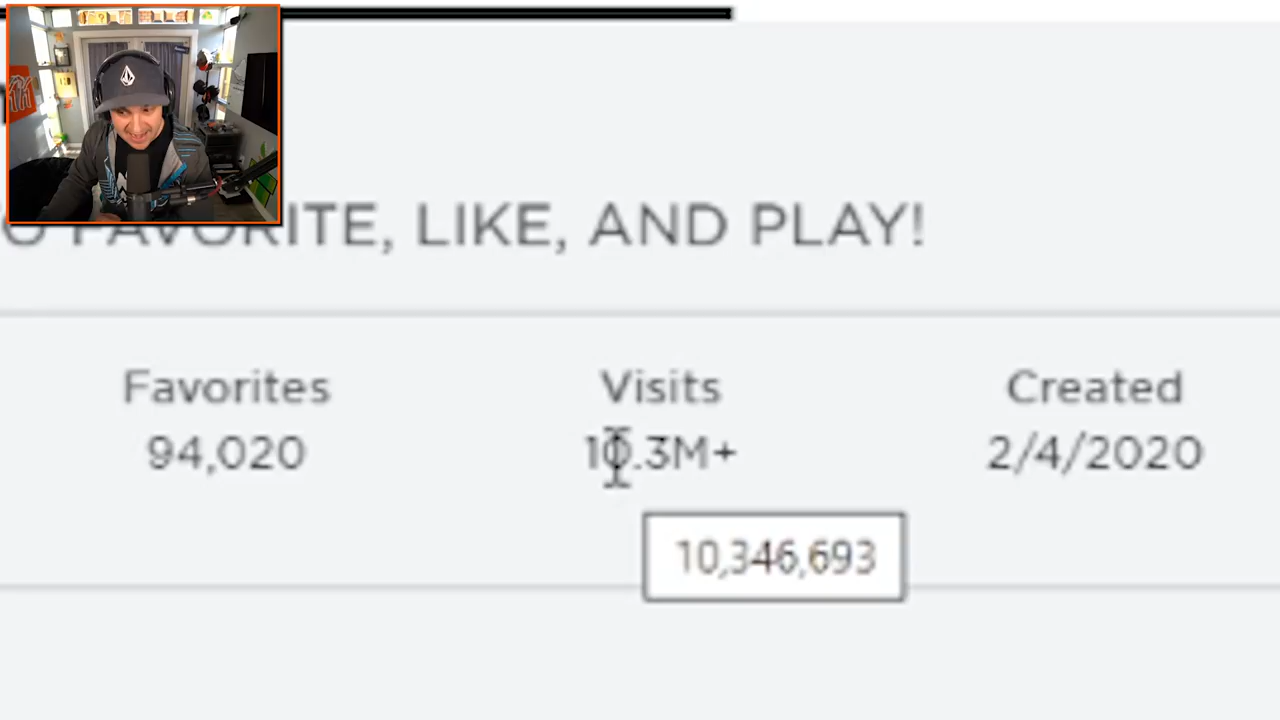 O FAVORITE, LIKE, AND PLAY!
Favorites
Visits
Created
94,020
10.3M+
2/4/2020
10,346,693